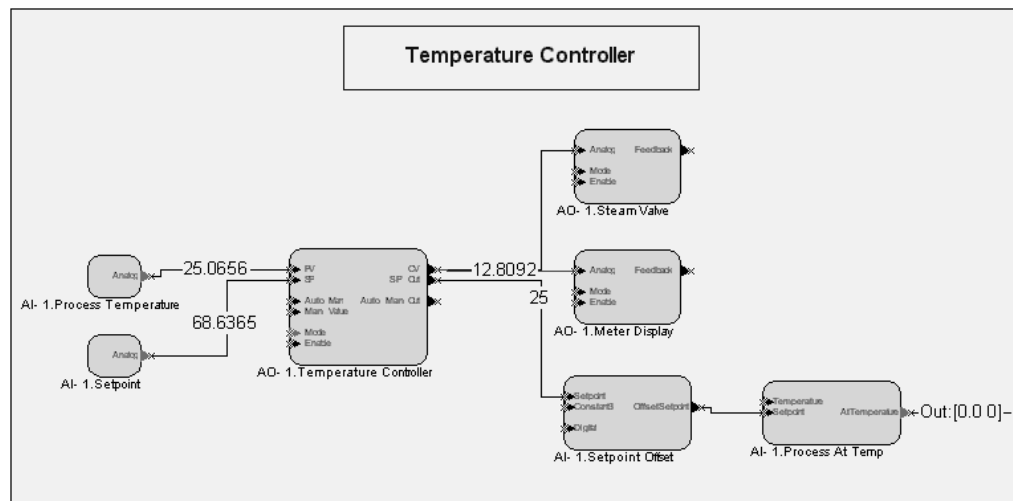 Temperature Controller
Analog Feedback
Mode
Enable
AO- 1.Steam Valve
Analog
AI- 1.Process Temperature
25.0656
PV CV
SP SP Out
Auto Man Auto Man Out
Man Value
Mode
Enable
AO- 1.Temperature Controller
12.8092
25
Analog Feedback
Mode
Enable
AO- 1.Meter Display
68.6365
Analog
AI- 1.Setpoint
Setpoint
ConstantB OffsetSetpoint
Digital
AI- 1.Setpoint Offset
Temperature
Setpoint AtTemperature
AI- 1.Process At Temp
Out:[0.0 0]